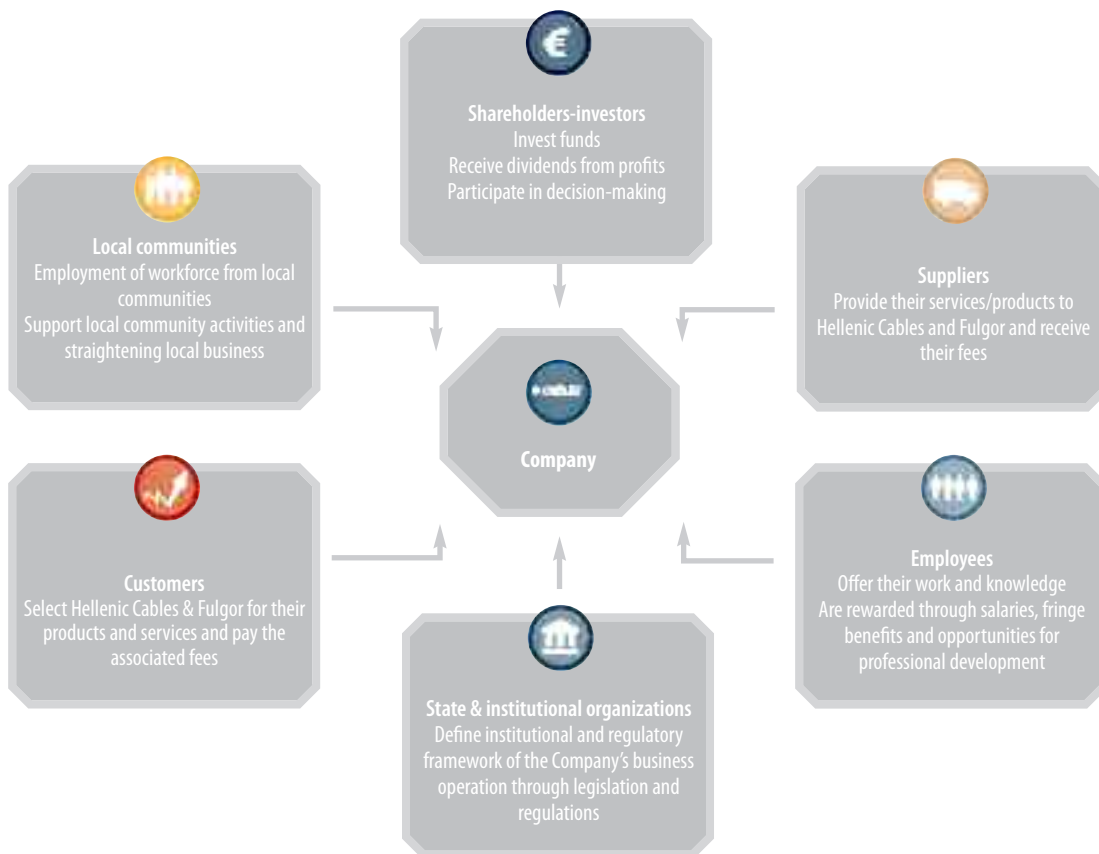 €
Shareholders-investors
Invest funds
Receive dividends from profits
Participate in decision-making
Local communities
Employment of workforce from local
communities
Support local community activities and
straightening local business
Suppliers
Provide their services/products to
Hellenic Cables and Fulgor and receive
their fees
Company
Customers
Select Hellenic Cables & Fulgor for their
products and services and pay the
associated fees
Employees
Offer their work and knowledge
Are rewarded through salaries, fringe
benefits and opportunities for
professional development
State & institutional organizations
Define institutional and regulatory
framework of the Company's business
operation through legislation and
regulations